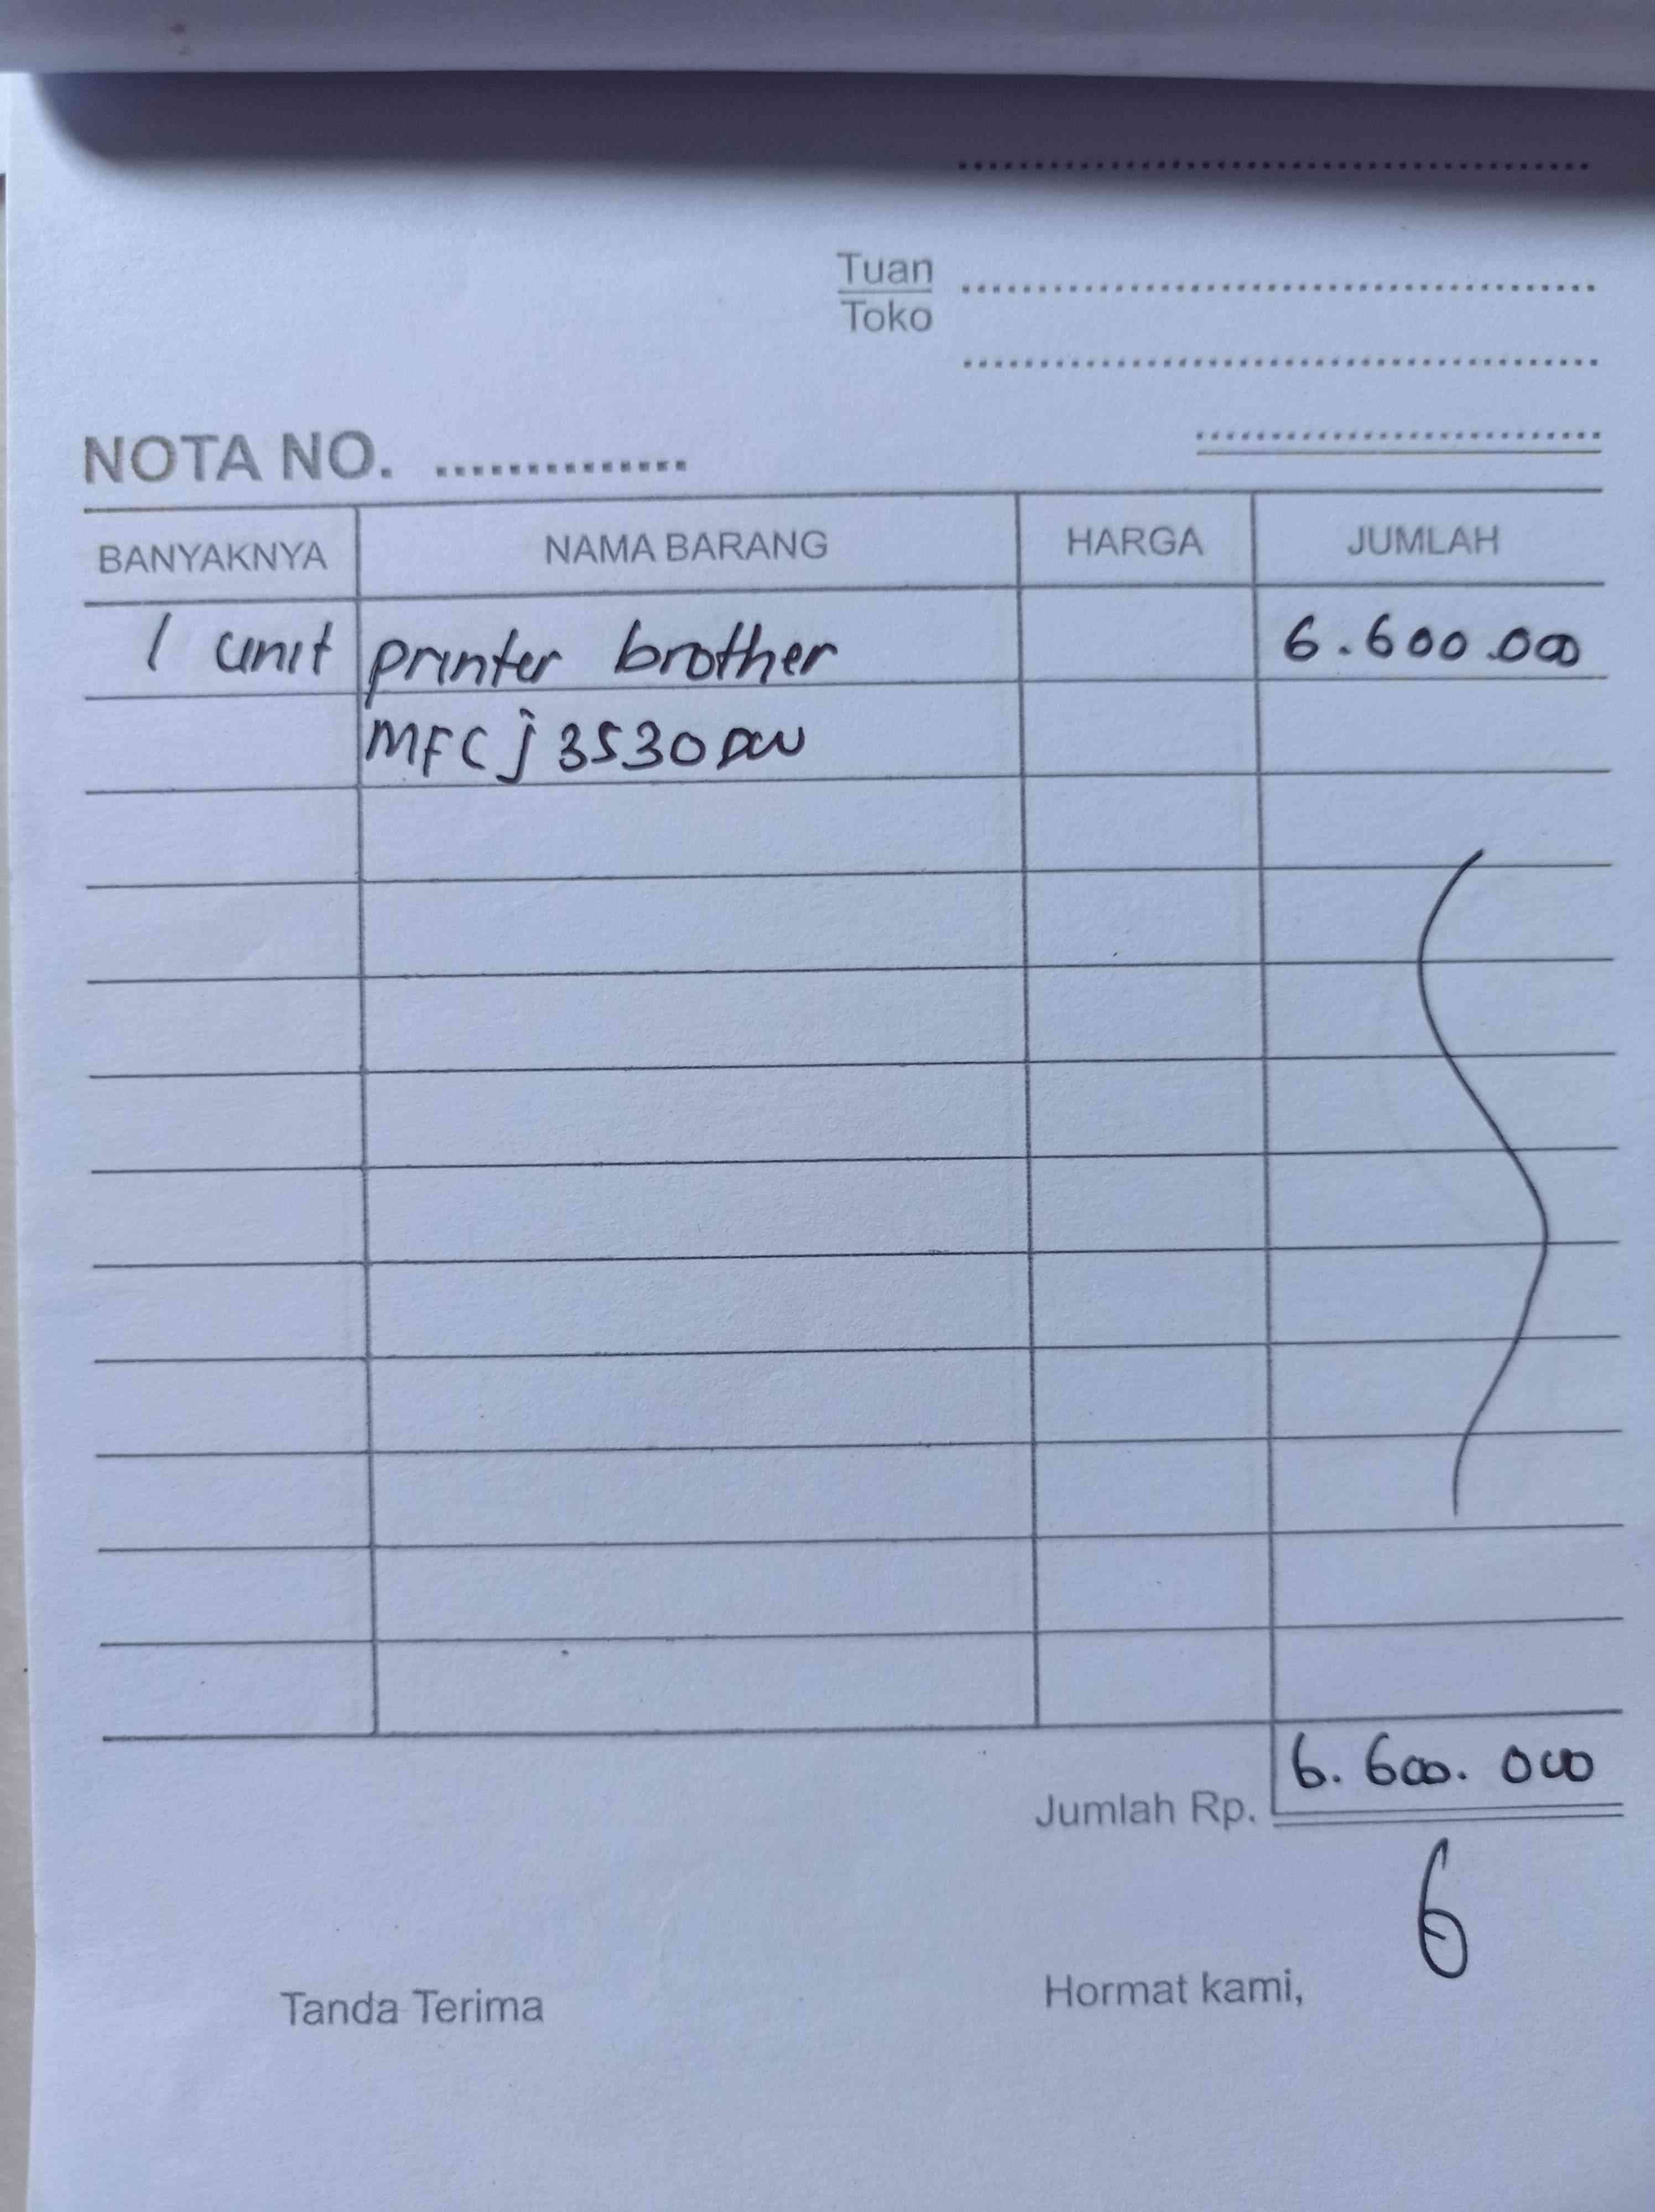 Tuan
Toko
NOTA NO. ..............
BANYAKNYA NAMA BARANG HARGA JUMLAH
1 unit printer brother 6.600.000
MFC j 3530 DW
Jumlah Rp. 6.600.000
Tanda Terima Hormat kami,